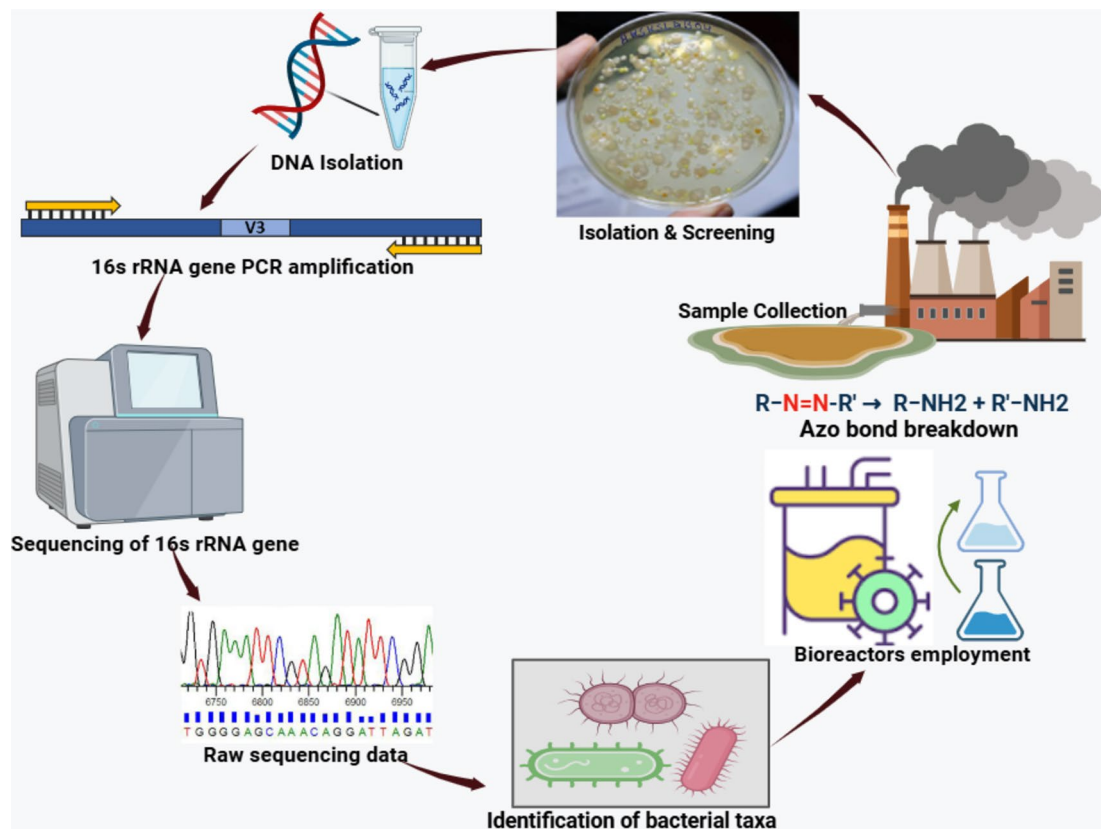 DNA Isolation
Isolation & Screening
V3
16s rRNA gene PCR amplification
Sample Collection
R−N=N-R' → R−NH2 + R'−NH2
Azo bond breakdown
Sequencing of 16s rRNA gene
Bioreactors employment
6750 6800 6850 6900 6950
TGGGGAGCAAACAGGATTAGAT
Raw sequencing data
Identification of bacterial taxa